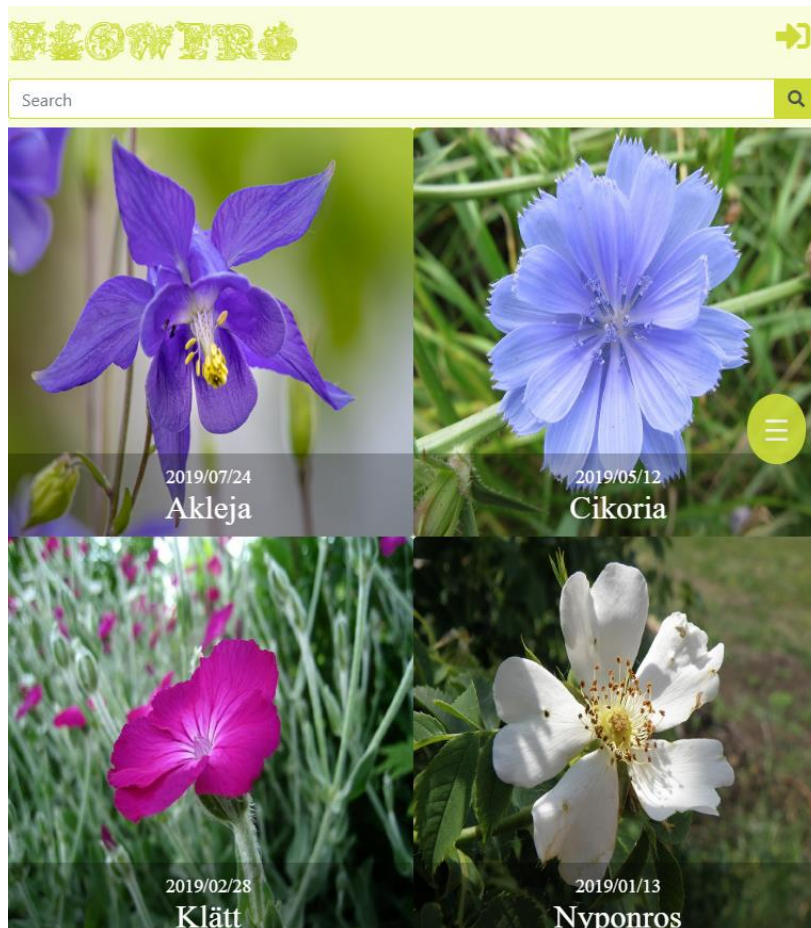 FLOWERS
Search
2019/07/24
Akleja
2019/05/12
Cikoria
2019/02/28
Klätt
2019/01/13
Nyponros